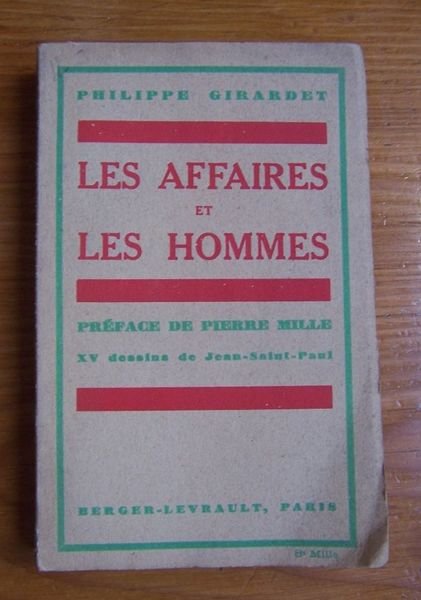 PHILIPPE GIRARDET
LES AFFAIRES
ET
LES HOMMES
PRÉFACE DE PIERRE MILLE
XV dessins de Jean-Saint-Paul
BERGER-LEVRAULT, PARIS
8e Mille